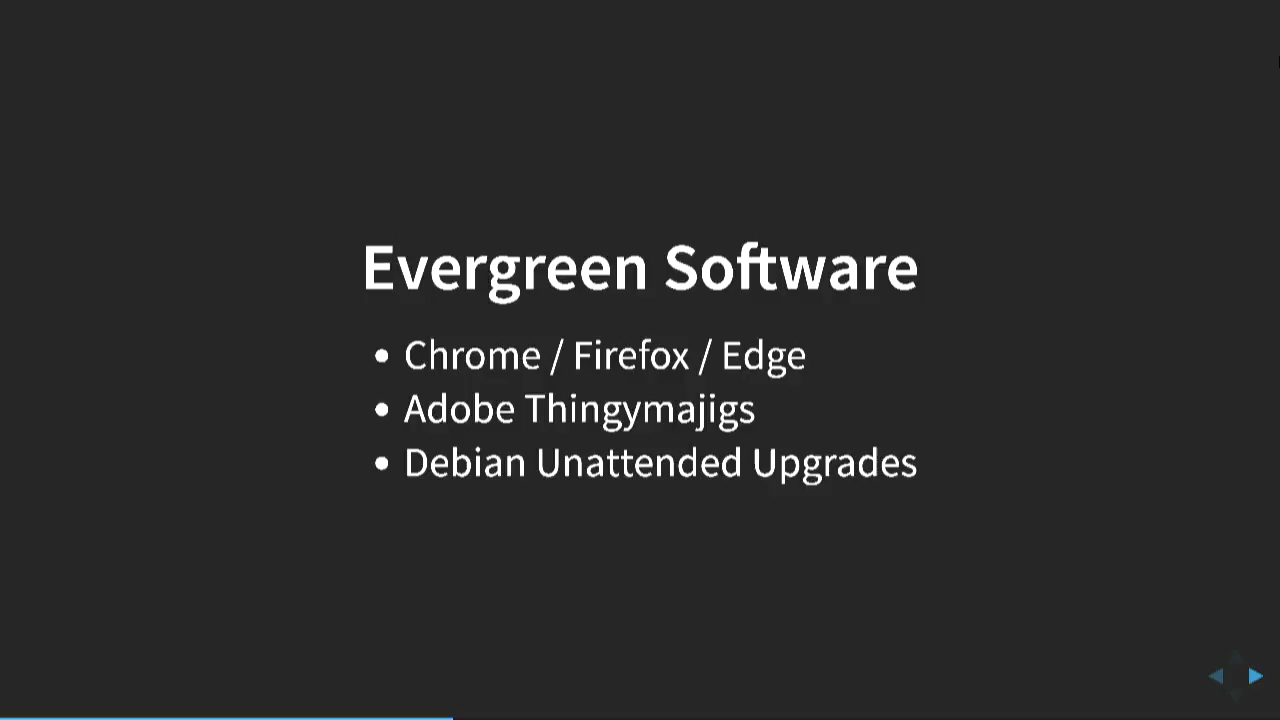 Evergreen Software
Chrome / Firefox / Edge
Adobe Thingymajigs
Debian Unattended Upgrades